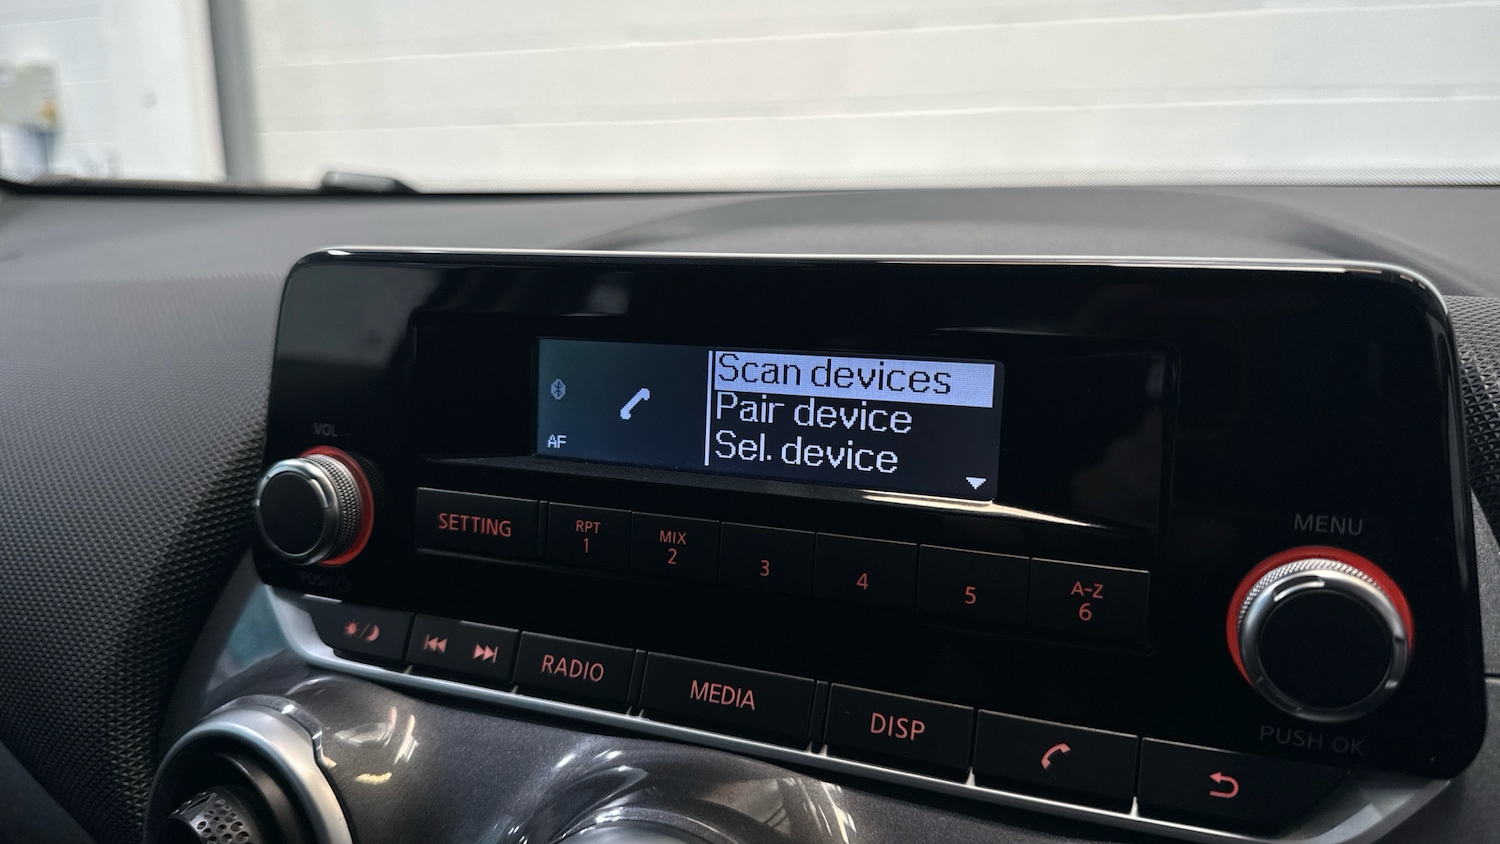 Scan devices
Pair device
Sel. device
AF
VOL
PUSH
MENU
PUSH OK
SETTING
RPT
1
MIX
2
3
4
5
A-Z
6
RADIO
MEDIA
DISP